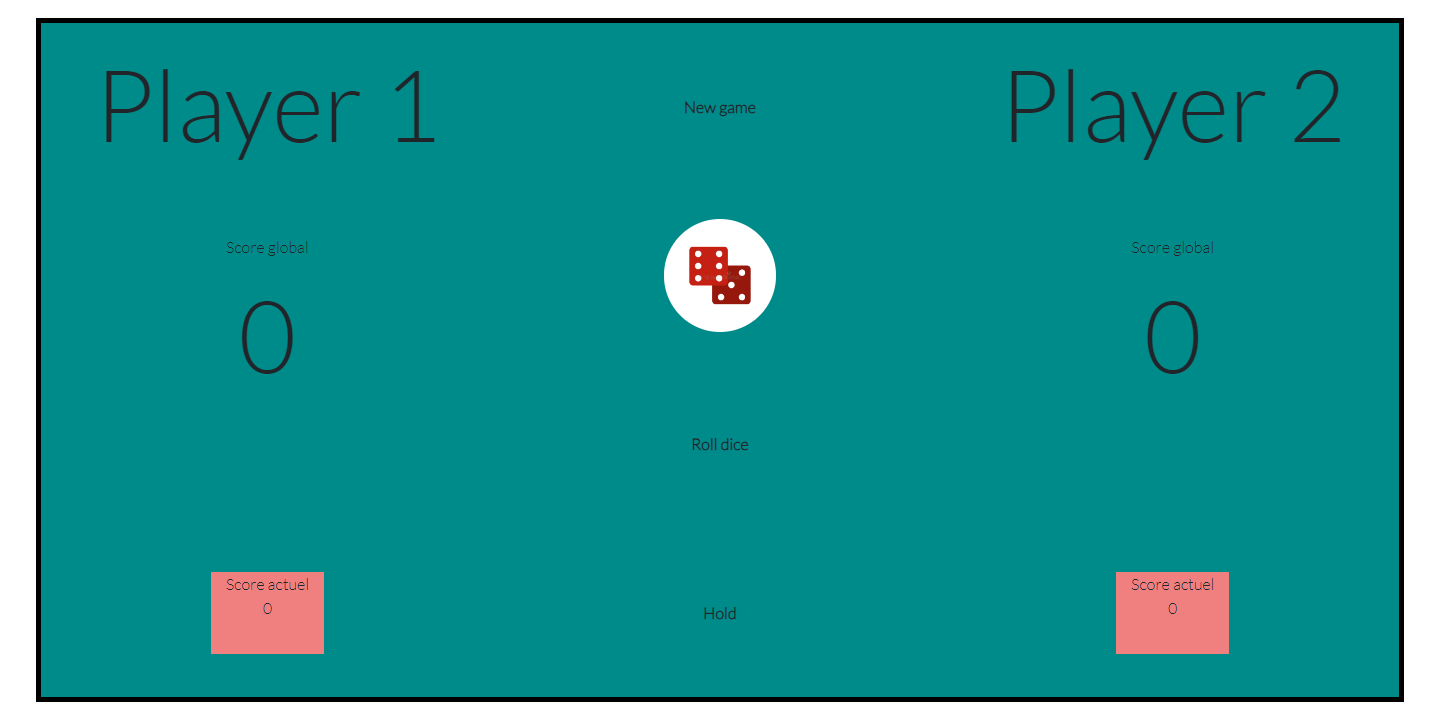 Player 1
Score global
0
Score actuel
0
New game
Roll dice
Hold
Player 2
Score global
0
Score actuel
0